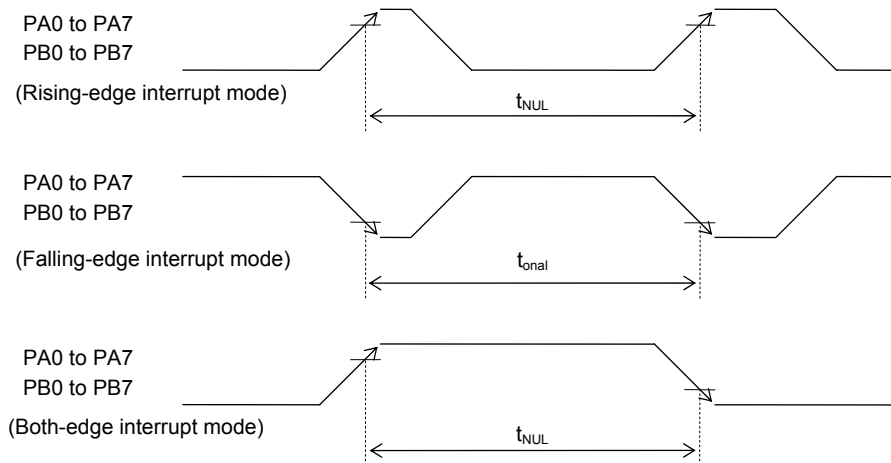 PA0 to PA7
PB0 to PB7
(Rising-edge interrupt mode)
tNUL
PA0 to PA7
PB0 to PB7
(Falling-edge interrupt mode)
tonal
PA0 to PA7
PB0 to PB7
(Both-edge interrupt mode)
tNUL